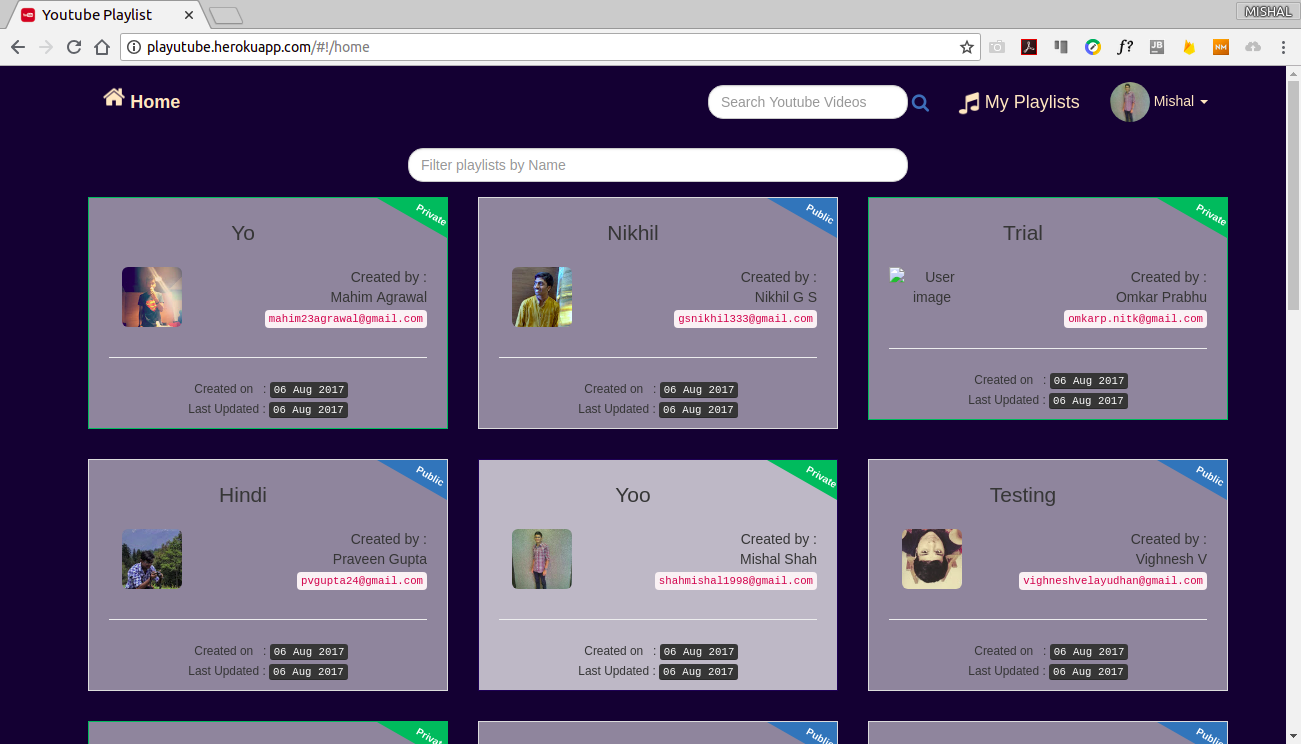 Youtube Playlist
MISHAL
playutube.herokuapp.com/#!/home
f?
JB
NM
Home
Search Youtube Videos
My Playlists
Mishal
Filter playlists by Name
Private
Yo
Created by :
Mahim Agrawal
mahim23agrawal@gmail.com
Created on : 06 Aug 2017
Last Updated : 06 Aug 2017
Public
Nikhil
Created by :
Nikhil G S
gsnikhil333@gmail.com
Created on : 06 Aug 2017
Last Updated : 06 Aug 2017
Private
Trial
User
image
Created by :
Omkar Prabhu
omkarp.nitk@gmail.com
Created on : 06 Aug 2017
Last Updated : 06 Aug 2017
Public
Hindi
Created by :
Praveen Gupta
pvgupta24@gmail.com
Created on : 06 Aug 2017
Last Updated : 06 Aug 2017
Private
Yoo
Created by :
Mishal Shah
shahmishal1998@gmail.com
Created on : 06 Aug 2017
Last Updated : 06 Aug 2017
Public
Testing
Created by :
Vighnesh V
vighneshvelayudhan@gmail.com
Created on : 06 Aug 2017
Last Updated : 06 Aug 2017
Private
Public
Public